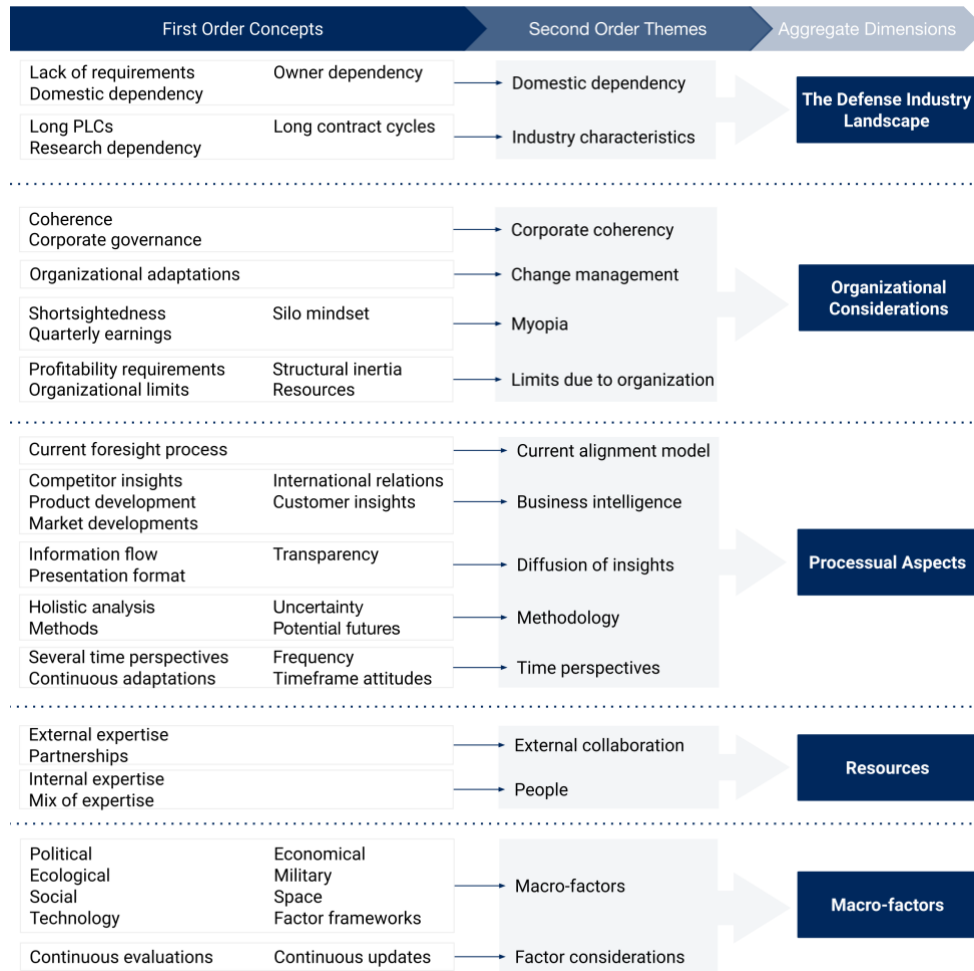 First Order Concepts
Second Order Themes
Aggregate Dimensions
Lack of requirements
Domestic dependency
Owner dependency
Domestic dependency
Long PLCs
Research dependency
Long contract cycles
Industry characteristics
The Defense Industry
Landscape
Coherence
Corporate governance
Corporate coherency
Organizational adaptations
Change management
Shortsightedness
Quarterly earnings
Silo mindset
Myopia
Profitability requirements
Organizational limits
Structural inertia
Resources
Limits due to organization
Organizational
Considerations
Current foresight process
Current alignment model
Competitor insights
Product development
Market developments
International relations
Customer insights
Business intelligence
Information flow
Presentation format
Transparency
Diffusion of insights
Holistic analysis
Methods
Uncertainty
Potential futures
Methodology
Several time perspectives
Continuous adaptations
Frequency
Timeframe attitudes
Time perspectives
Processual Aspects
External expertise
Partnerships
External collaboration
Internal expertise
Mix of expertise
People
Resources
Political
Ecological
Social
Technology
Economical
Military
Space
Factor frameworks
Macro-factors
Continuous evaluations
Continuous updates
Factor considerations
Macro-factors